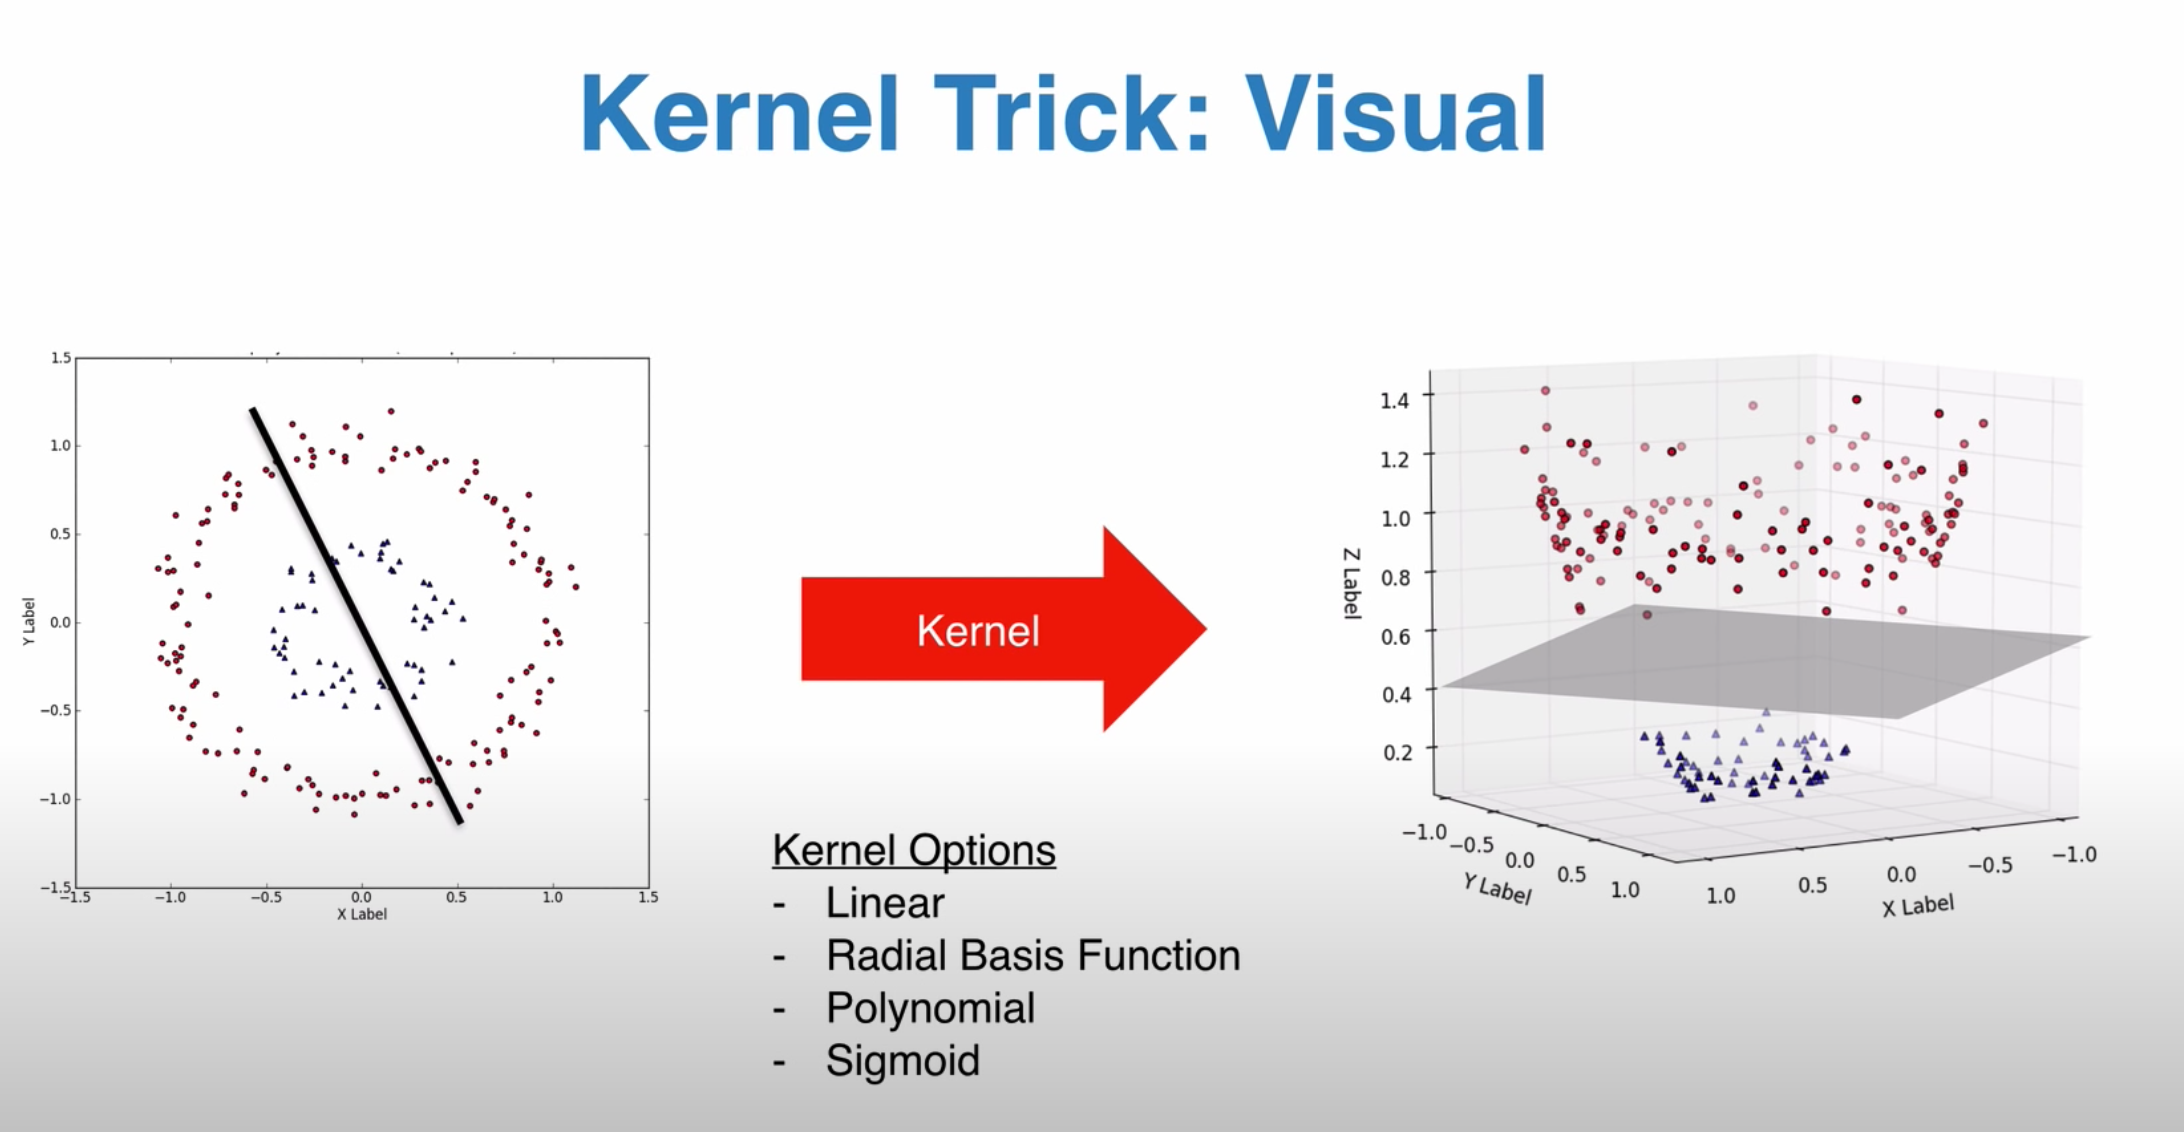 Kernel Trick: Visual
1.5
1.0
0.5
0.0
−0.5
−1.0
−1.5
Y Label
−1.5
−1.0
−0.5
0.0
0.5
1.0
1.5
X Label
Kernel
Kernel Options
- Linear
- Radial Basis Function
- Polynomial
- Sigmoid
1.4
1.2
1.0
0.8
0.6
0.4
0.2
Z Label
−1.0
−0.5
0.0
0.5
1.0
Y Label
1.0
0.5
0.0
−0.5
−1.0
X Label